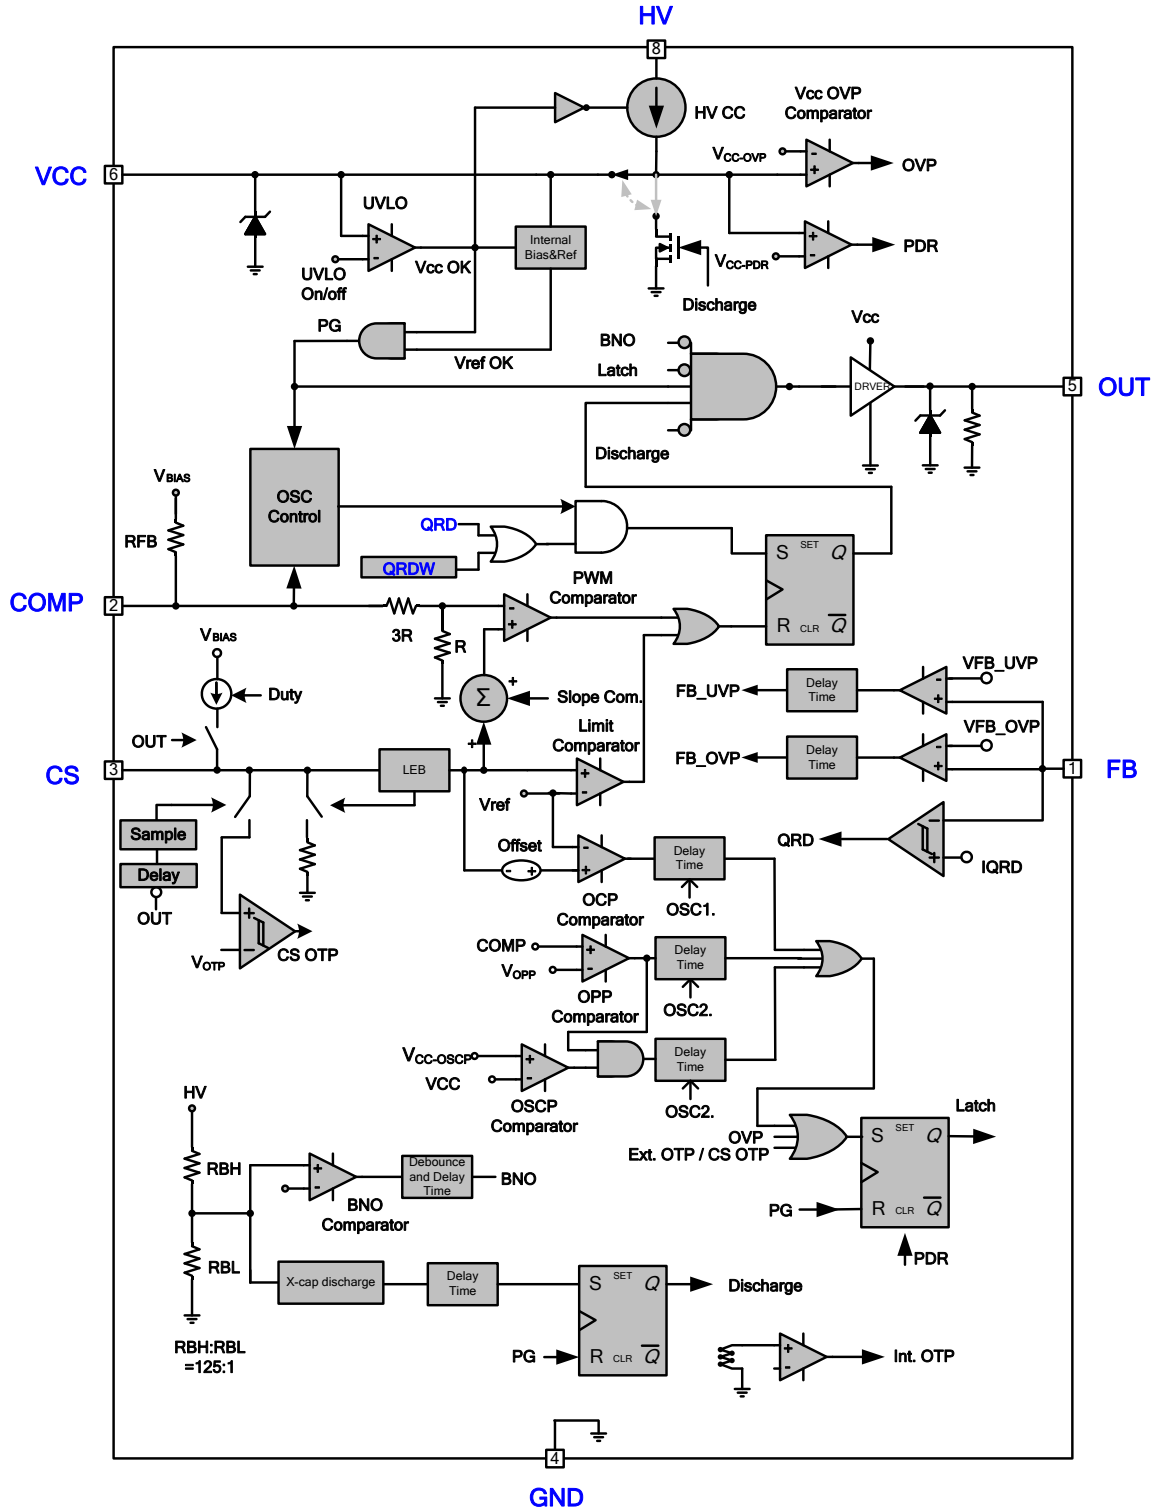 HV
8
HV CC
Vcc OVP
Comparator
VCC-OVP
OVP
VCC
6
UVLO
Internal
Bias&Ref
PDR
VCC-PDR
Vcc OK
UVLO
On/off
Discharge
PG
Vref OK
BNO
Vcc
Latch
DRVER
5
OUT
Discharge
VBIAS
OSC
Control
RFB
QRD
QRDW
S
SET
Q
PWM
Comparator
COMP
2
-
+
3R
R
R
CLR
Q
VBIAS
Σ
+
+
Slope Com.
Duty
VFB_UVP
FB_UVP
Delay
Time
-
+
OUT
Limit
Comparator
VFB_OVP
FB_OVP
Delay
Time
-
+
CS
3
LEB
+
-
1
FB
Vref
Sample
Offset
QRD
IQRD
Delay
Time
Delay
OUT
OCP
Comparator
OSC1.
CS OTP
VOTP
COMP
VOPP
Delay
Time
OPP
Comparator
OSC2.
VCC-OSCP
VCC
Delay
Time
OSCP
Comparator
OSC2.
HV
Latch
OVP
Ext. OTP / CS OTP
S
SET
Q
RBH
Debounce
and Delay
Time
BNO
BNO
Comparator
PG
R
CLR
Q
PDR
RBL
X-cap discharge
Delay
Time
S
SET
Q
Discharge
RBH:RBL
=125:1
PG
R
CLR
Q
Int. OTP
4
GND